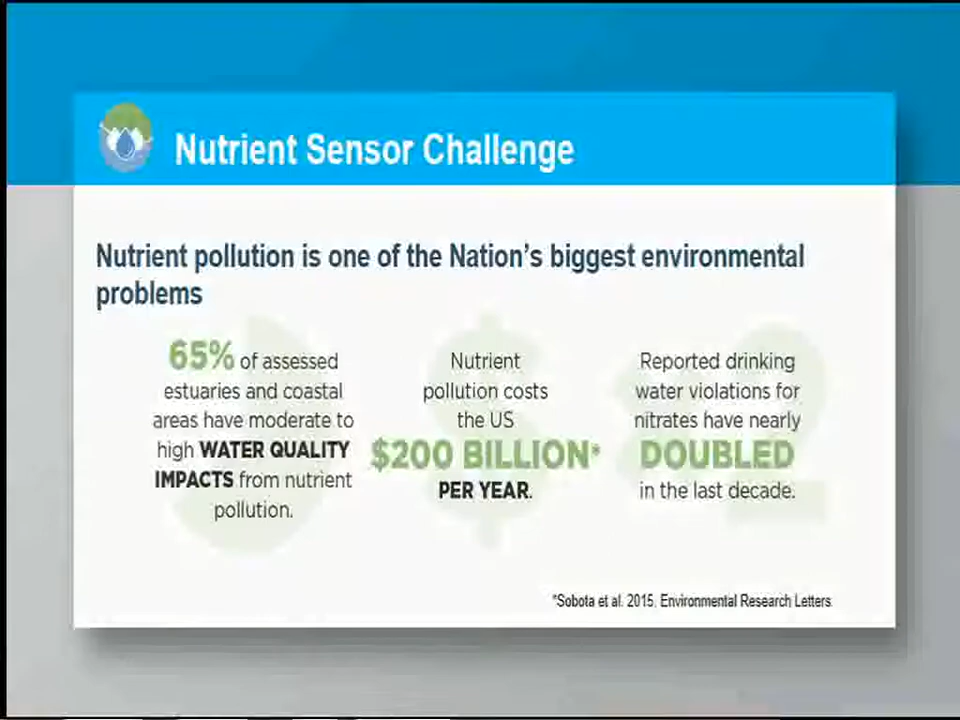 Nutrient Sensor Challenge
Nutrient pollution is one of the Nation's biggest environmental
problems
65% of assessed
estuaries and coastal
areas have moderate to
high WATER QUALITY
IMPACTS from nutrient
pollution.
Nutrient
pollution costs
the US
$200 BILLION*
PER YEAR.
Reported drinking
water violations for
nitrates have nearly
DOUBLED
in the last decade.
*Sobota et al. 2015. Environmental Research Letters